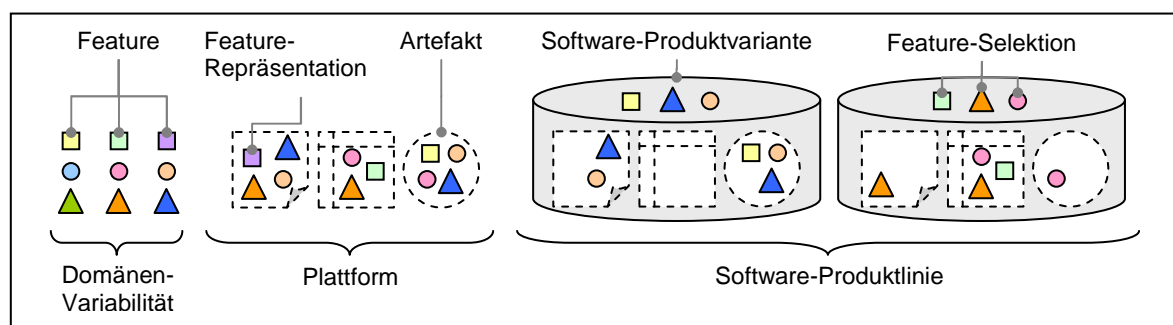 Feature
Feature-
Repräsentation
Artefakt
Software-Produktvariante
Feature-Selektion
Domänen-
Variabilität
Plattform
Software-Produktlinie